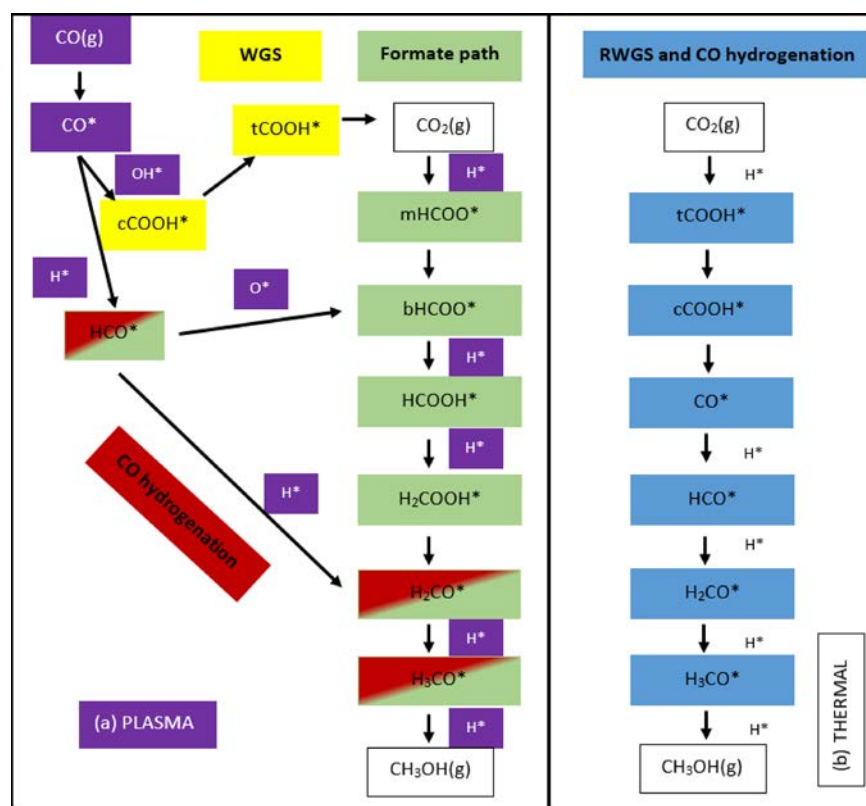 CO(g)
WGS
Formate path
CO*
tCOOH*
CO₂(g)
OH*
H*
cCOOH*
mHCOO*
H*
O*
HCO*
bHCOO*
H*
HCOOH*
H*
CO hydrogenation
H*
H₂COOH*
H₂CO*
H*
H₃CO*
(a) PLASMA
H*
CH₃OH(g)
RWGS and CO hydrogenation
CO₂(g)
H*
tCOOH*
cCOOH*
CO*
H*
HCO*
H*
H₂CO*
H*
H₃CO*
H*
CH₃OH(g)
(b) THERMAL